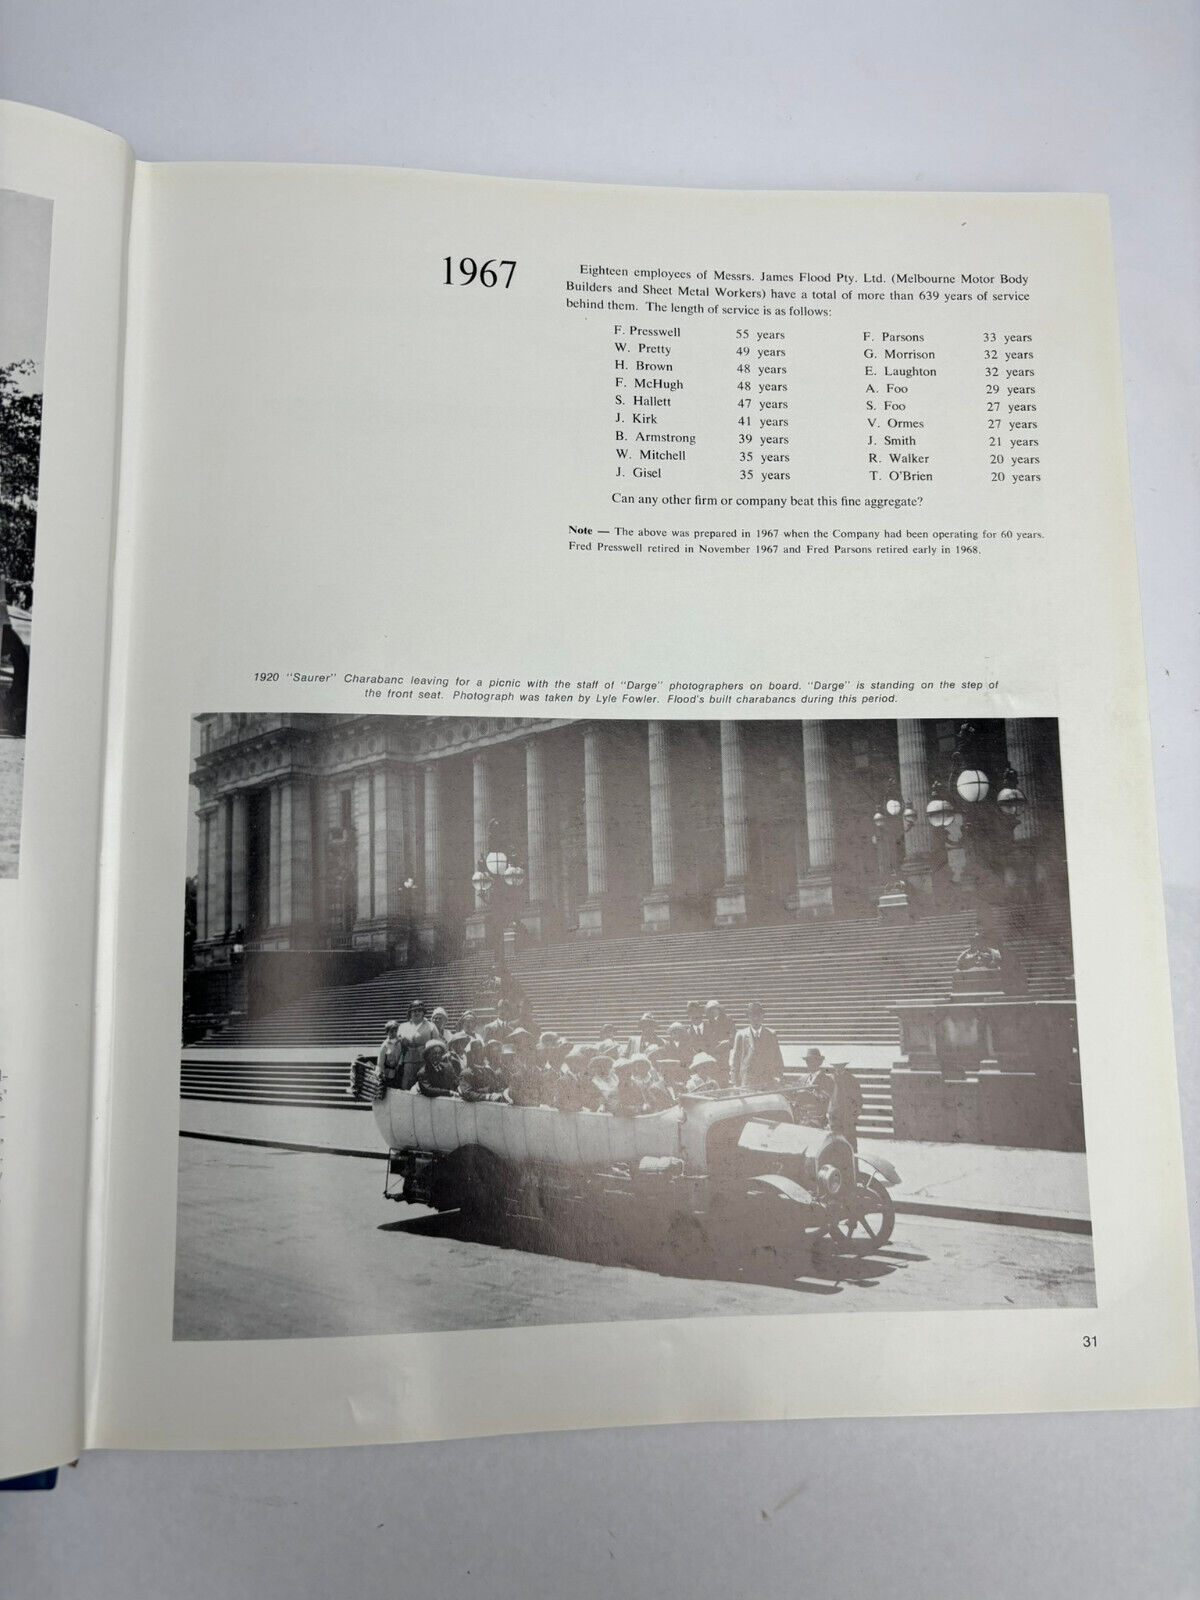 1967
Eighteen employees of Messrs. James Flood Pty. Ltd. (Melbourne Motor Body
Builders and Sheet Metal Workers) have a total of more than 639 years of service
behind them. The length of service is as follows:
F. Presswell 55 years
W. Pretty 49 years
H. Brown 48 years
F. McHugh 48 years
S. Hallett 47 years
J. Kirk 41 years
B. Armstrong 39 years
W. Mitchell 35 years
J. Gisel 35 years
F. Parsons 33 years
G. Morrison 32 years
E. Laughton 32 years
A. Foo 29 years
S. Foo 27 years
V. Ormes 27 years
J. Smith 21 years
R. Walker 20 years
T. O'Brien 20 years
Can any other firm or company beat this fine aggregate?
Note — The above was prepared in 1967 when the Company had been operating for 60 years.
Fred Presswell retired in November 1967 and Fred Parsons retired early in 1968.
1920 "Saurer" Charabanc leaving for a picnic with the staff of "Darge" photographers on board. "Darge" is standing on the step of
the front seat. Photograph was taken by Lyle Fowler. Flood's built charabancs during this period.
31